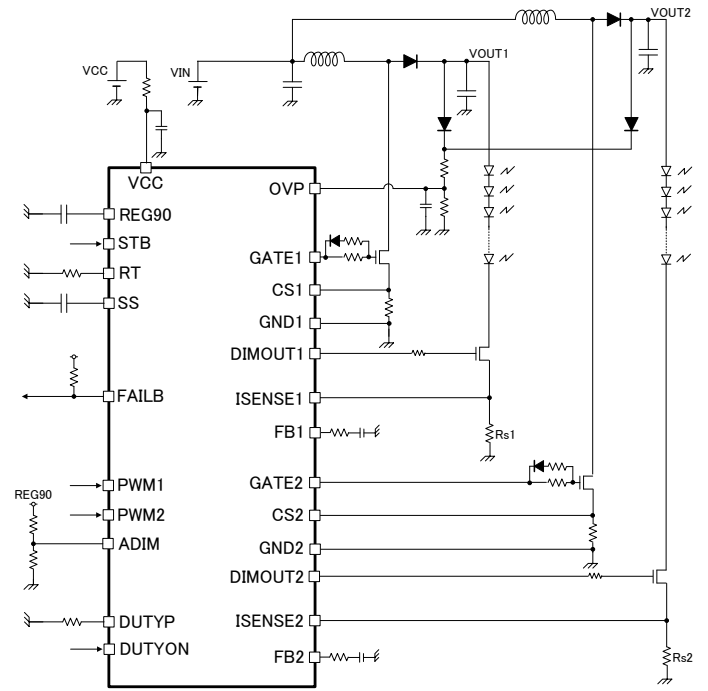 VOUT2
VCC
VIN
VOUT1
VCC
OVP
REG90
STB
GATE1
RT
CS1
SS
GND1
DIMOUT1
FAILB
ISENSE1
FB1
Rs1
PWM1
GATE2
REG90
PWM2
CS2
ADIM
GND2
DIMOUT2
DUTYP
ISENSE2
DUTYON
FB2
Rs2